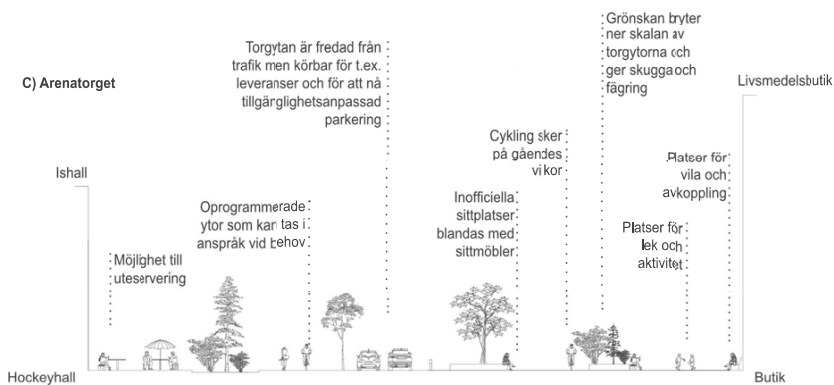 C) Arenatorget
Torgytan är fredad från
trafik men körbar för t.ex.
leveranser och för att nå
tillgänglighetsanpassad
parkering
Grönskan bryter
ner skalan av
torgytorna och
ger skugga och
fägring
Livsmedelsbutik
Cykling sker
på gåendes
vikor
Platser för
vila och
avkoppling
Ishall
Oprogrammerade
ytor som kan tas i
anspråk vid behov
Inofficiella
sittplatser
blandas med
sittmöbler
Platser för
lek och
aktivitet
Möjlighet till
uteservering
Hockeyhall
Butik